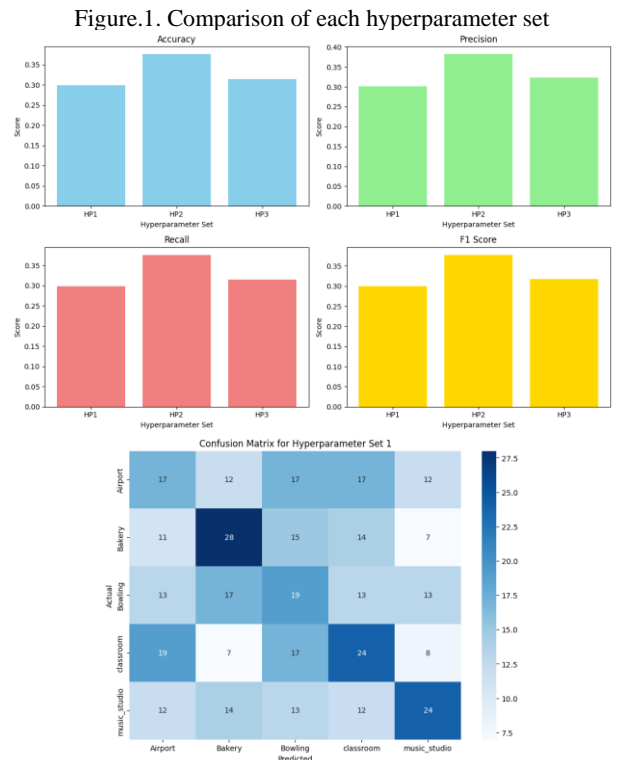 Figure.1. Comparison of each hyperparameter set
Accuracy
Score
0.35
0.30
0.25
0.20
0.15
0.10
0.05
0.00
HP1 HP2 HP3
Hyperparameter Set
Precision
Score
0.40
0.35
0.30
0.25
0.20
0.15
0.10
0.05
0.00
HP1 HP2 HP3
Hyperparameter Set
Recall
Score
0.35
0.30
0.25
0.20
0.15
0.10
0.05
0.00
HP1 HP2 HP3
Hyperparameter Set
F1 Score
Score
0.35
0.30
0.25
0.20
0.15
0.10
0.05
0.00
HP1 HP2 HP3
Hyperparameter Set
Confusion Matrix for Hyperparameter Set 1
Actual
Airport 17 12 17 17 12
Bakery 11 28 15 14 7
Bowling 13 17 19 13 13
classroom 19 7 17 24 8
music_studio 12 14 13 12 24
Airport Bakery Bowling classroom music_studio
Predicted
27.5
25.0
22.5
20.0
17.5
15.0
12.5
10.0
7.5